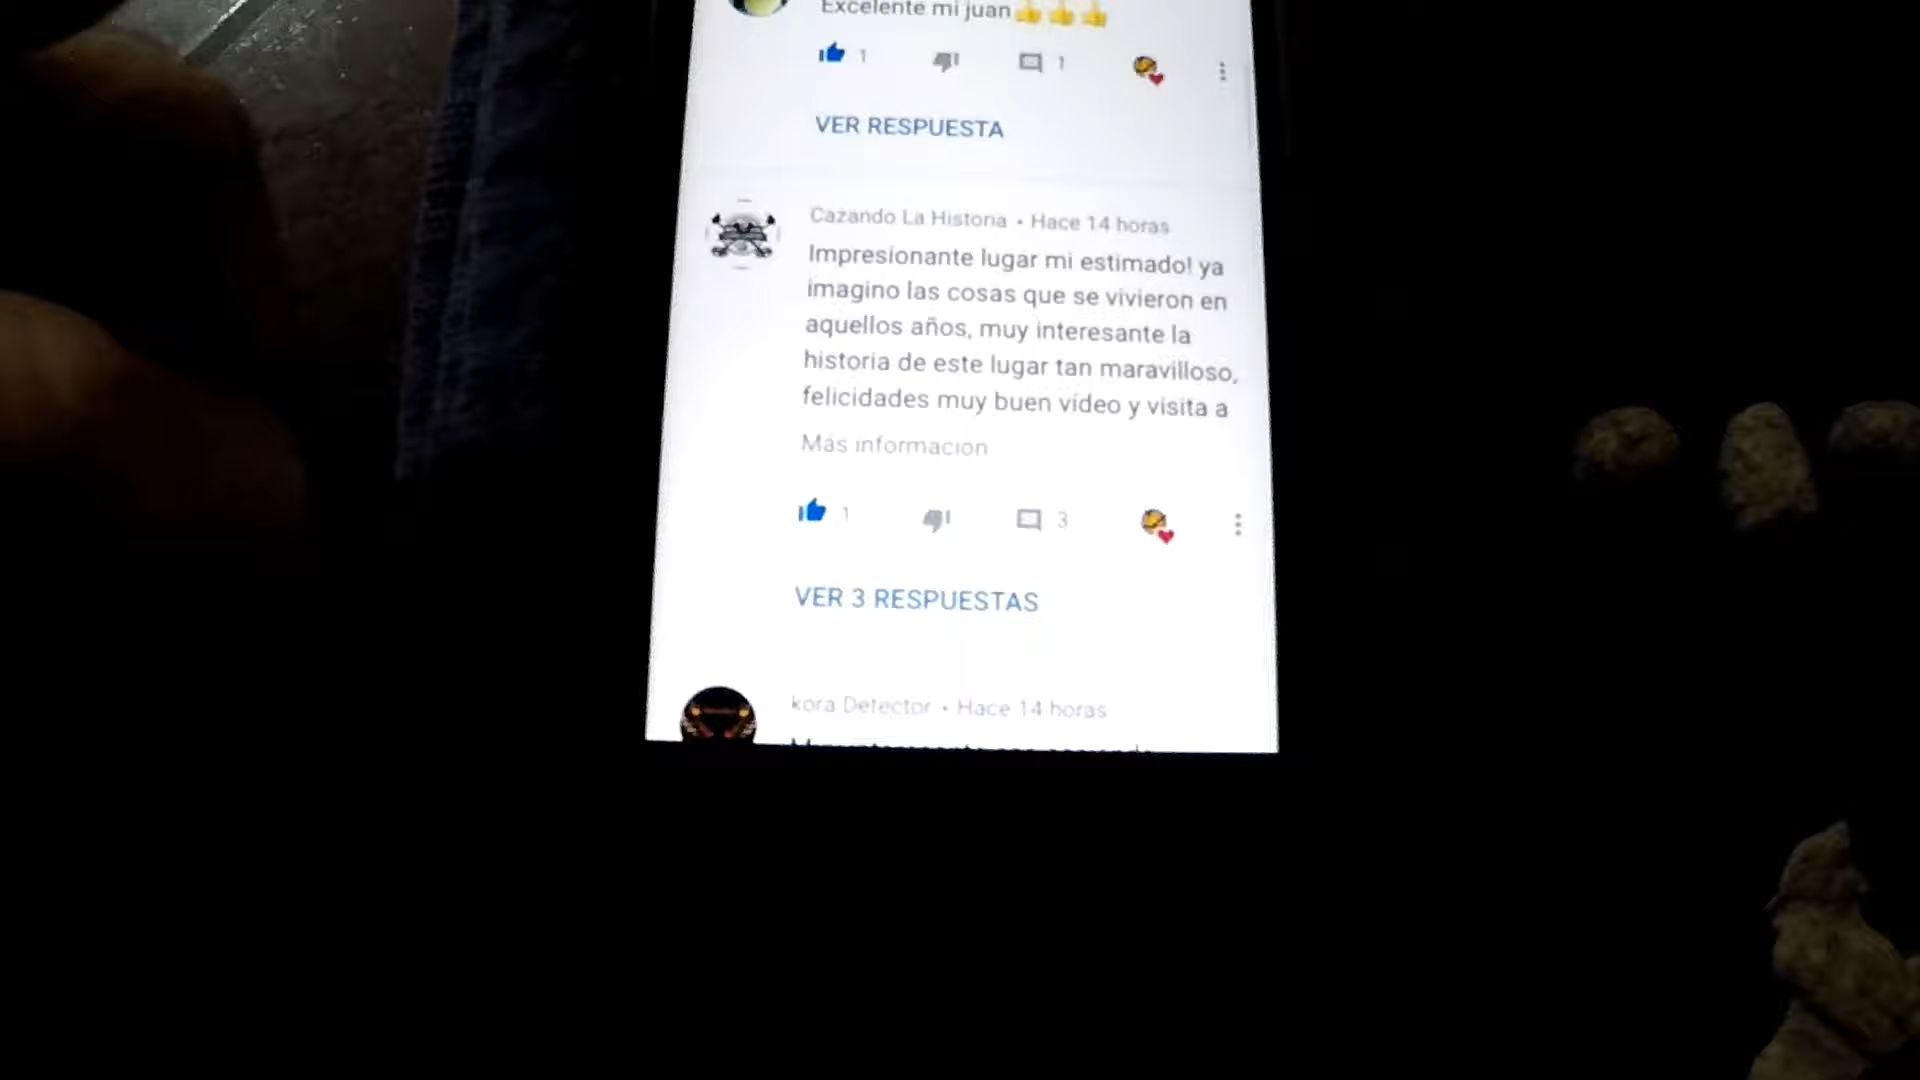 Excelente mi juan👍👍👍
1 1
VER RESPUESTA
Cazando La Historia • Hace 14 horas
Impresionante lugar mi estimado! ya
imagino las cosas que se vivieron en
aquellos años, muy interesante la
historia de este lugar tan maravilloso,
felicidades muy buen vídeo y visita a
Más información
1 3
VER 3 RESPUESTAS
kora Detector • Hace 14 horas